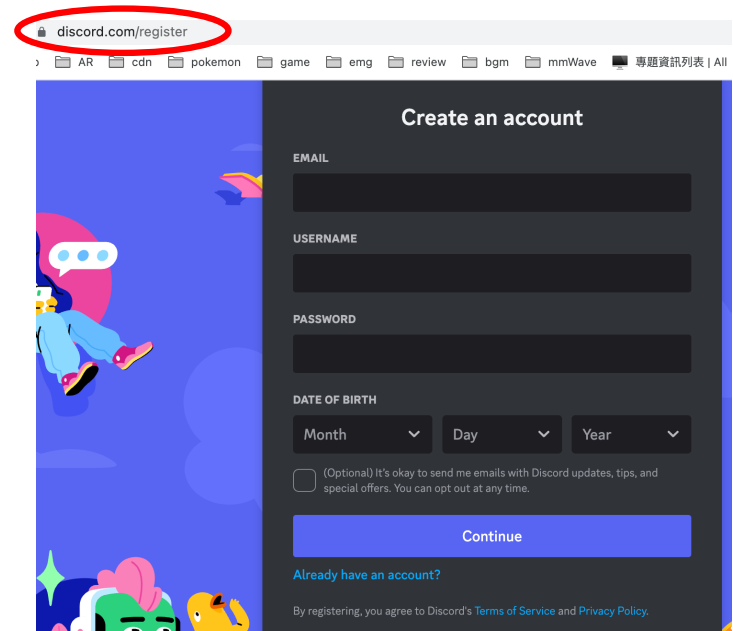 discord.com/register
AR cdn pokemon game emg review bgm mmWave 專題資訊列表 | All
Create an account
EMAIL
USERNAME
PASSWORD
DATE OF BIRTH
Month Day Year
(Optional) It's okay to send me emails with Discord updates, tips, and
special offers. You can opt out at any time.
Continue
Already have an account?
By registering, you agree to Discord's Terms of Service and Privacy Policy.